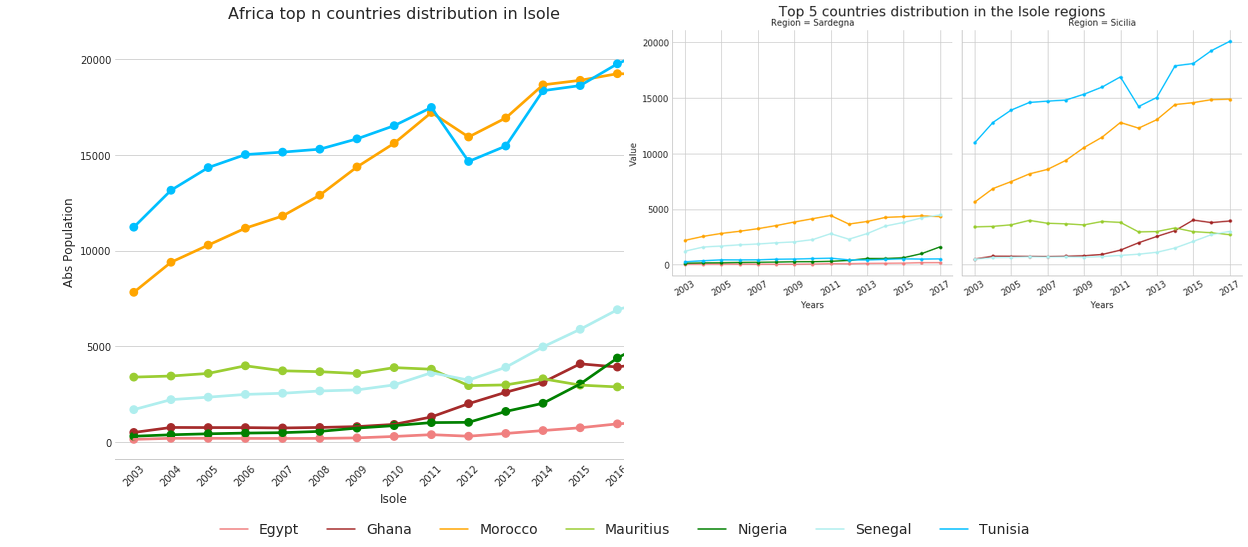 Africa top n countries distribution in Isole
Abs Population
20000
15000
10000
5000
0
2003 2004 2005 2006 2007 2008 2009 2010 2011 2012 2013 2014 2015 2016
Isole
Top 5 countries distribution in the Isole regions
Region = Sardegna
Region = Sicilia
Value
20000
15000
10000
5000
0
2003 2005 2007 2009 2011 2013 2015 2017
Years
2003 2005 2007 2009 2011 2013 2015 2017
Years
Egypt Ghana Morocco Mauritius Nigeria Senegal Tunisia